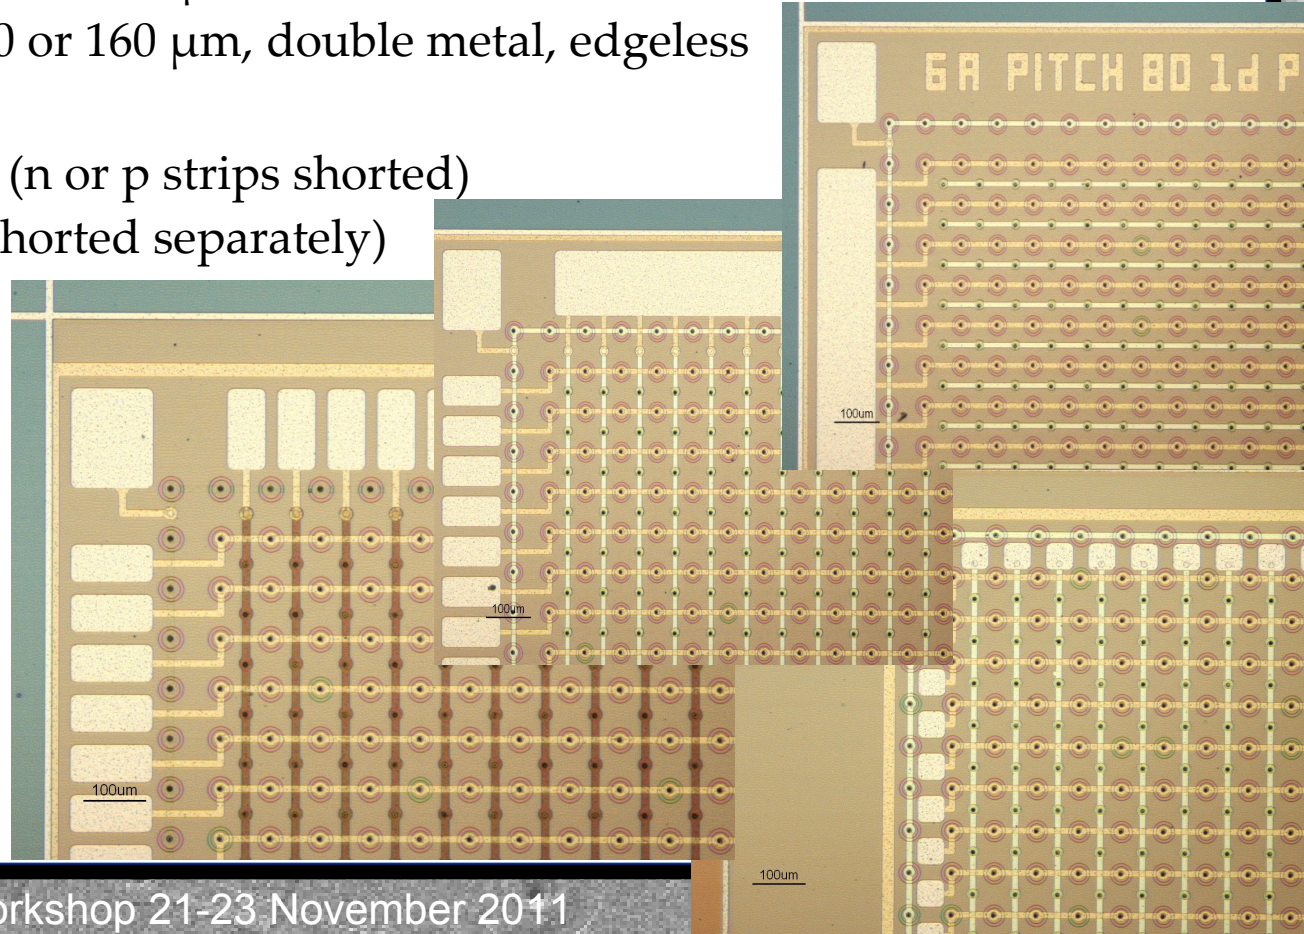 0 or 160 µm, double metal, edgeless
(n or p strips shorted)
horted separately)
6A PITCH 80 1d P
100um
100um
100um
100um
orkshop 21-23 November 2011